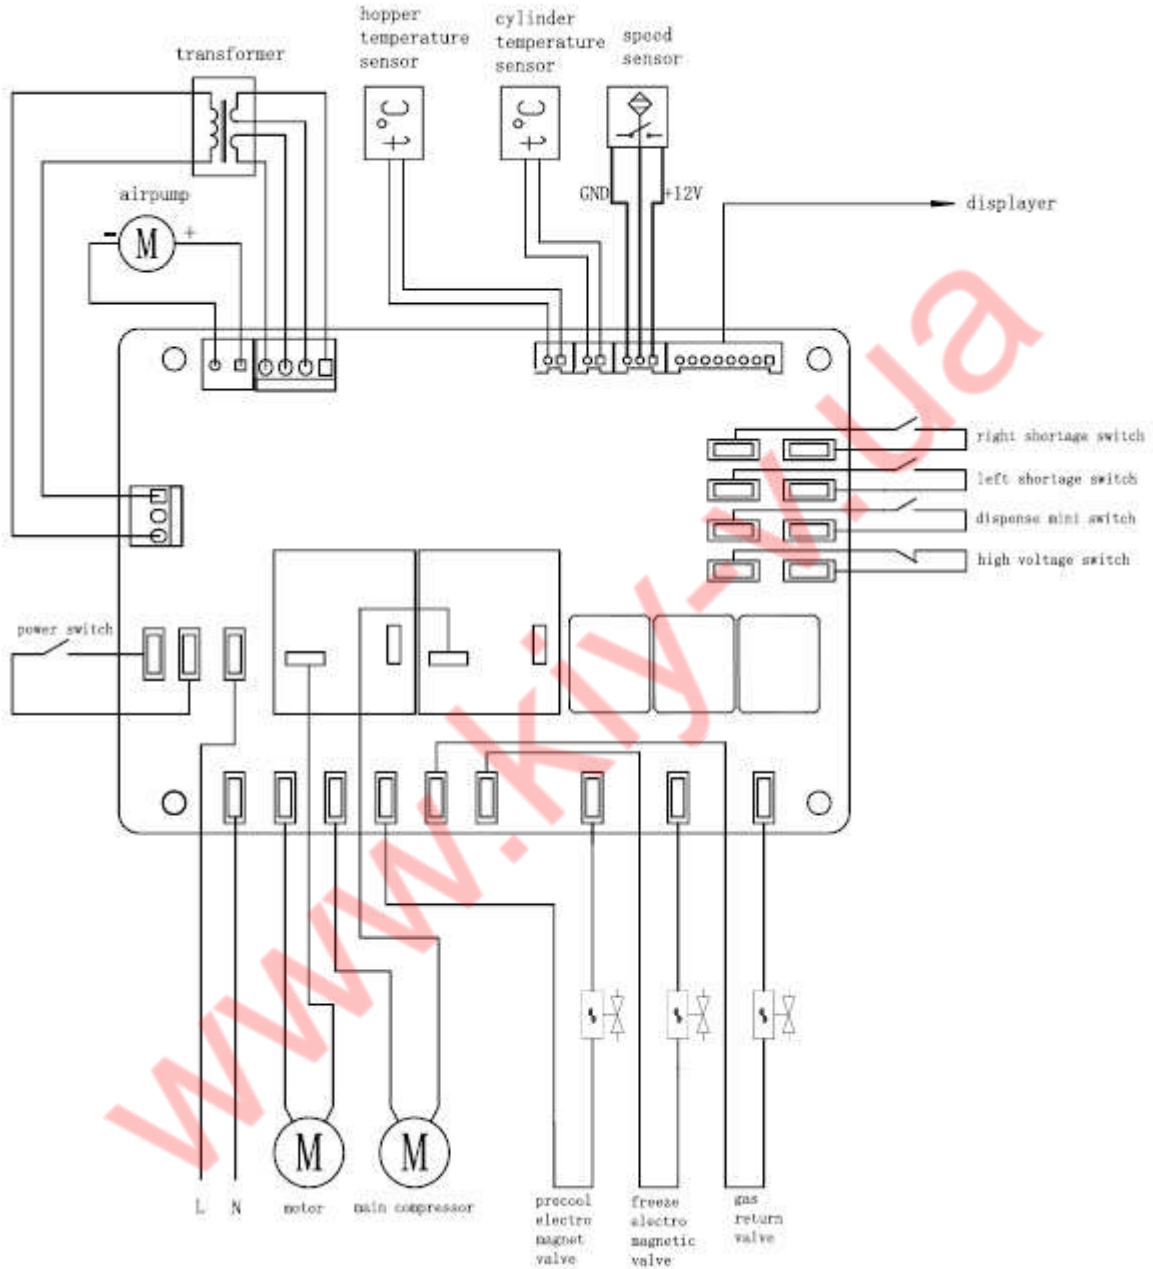 hopper
temperature
sensor
cylinder
temperature
sensor
speed
sensor
transformer
t°C
t°C
GND
+12V
displayer
airpump
-
M
+
right shortage switch
left shortage switch
dispense mini switch
high voltage switch
power switch
M
M
L
N
motor
main compressor
precool
electro
magnet
valve
freeze
electro
magnetic
valve
gas
return
valve
www.kiy-v.ua